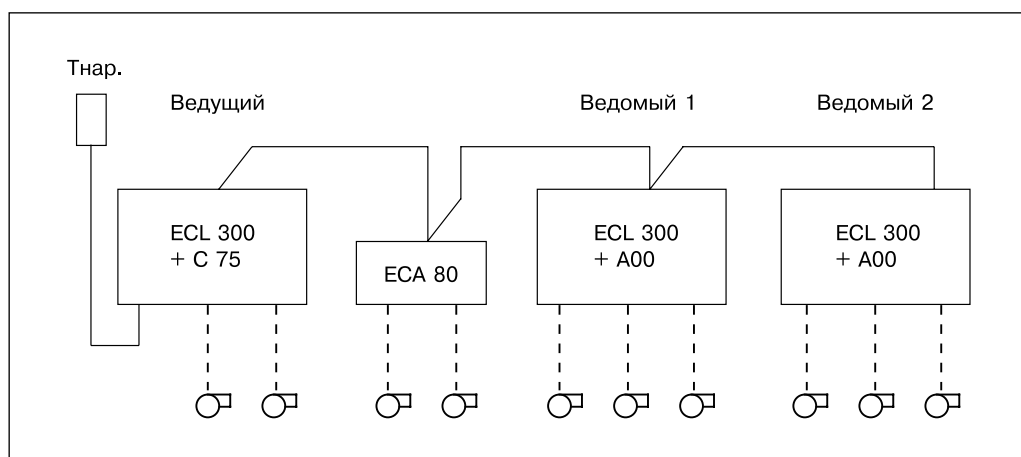 Тнар.
Ведущий
Ведомый 1
Ведомый 2
ECL 300
+ C 75
ECA 80
ECL 300
+ A00
ECL 300
+ A00